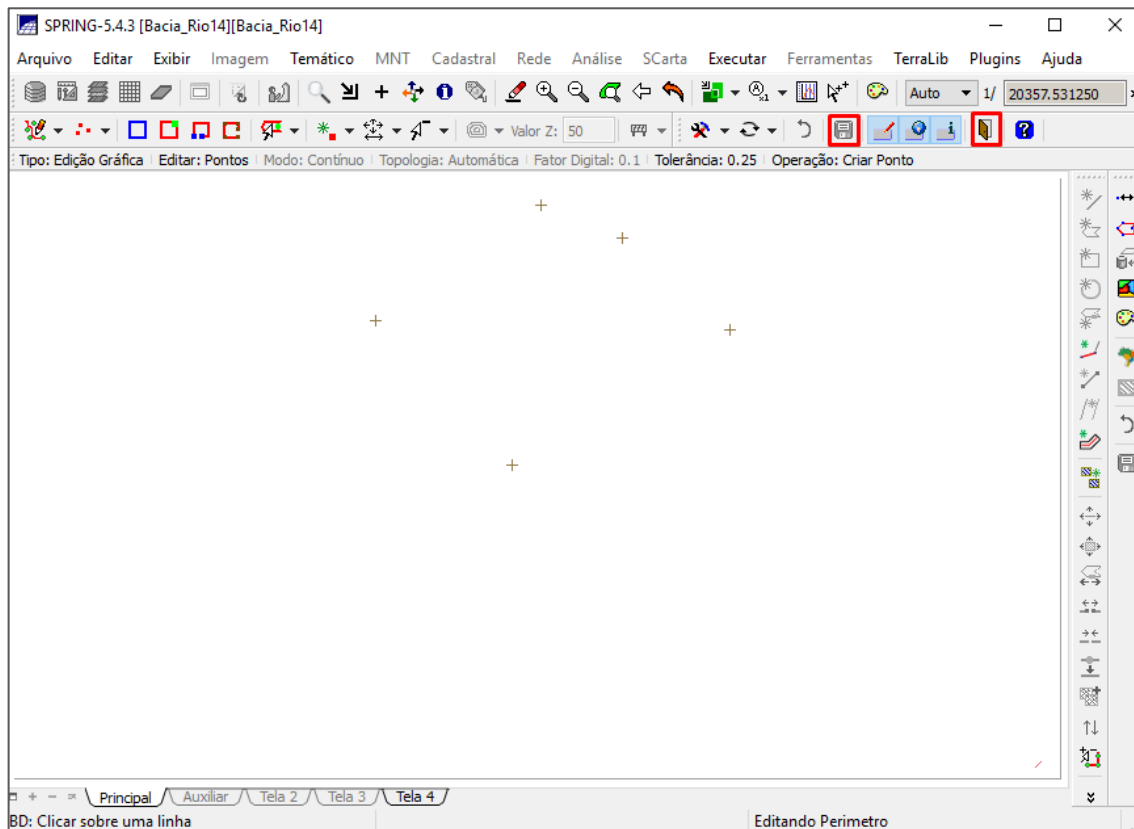 SPRING-5.4.3 [Bacia_Rio14][Bacia_Rio14]
Arquivo Editar Exibir Imagem Temático MNT Cadastral Rede Análise SCarta Executar Ferramentas TerraLib Plugins Ajuda
Auto 1/ 20357.531250
Valor Z: 50
Tipo: Edição Gráfica Editar: Pontos Modo: Contínuo Topologia: Automática Fator Digital: 0.1 Tolerância: 0.25 Operação: Criar Ponto
Principal Auxiliar Tela 2 Tela 3 Tela 4
BD: Clicar sobre uma linha Editando Perimetro